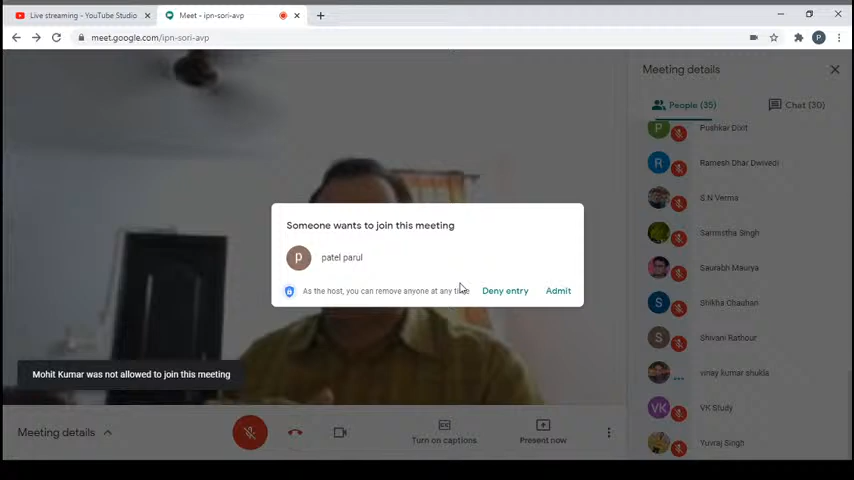 Live streaming - YouTube Studio
Meet - ipn-sori-avp
meet.google.com/ipn-sori-avp
P
Meeting details
People (35)
Chat (30)
P
Pushkar Dixit
R
Ramesh Dhar Dwivedi
S.N Verma
Sarmistha Singh
Saurabh Maurya
Shikha Chauhan
S
Shivani Rathour
vinay kumar shukla
VK
VK Study
Yuvraj Singh
Someone wants to join this meeting
p
patel parul
As the host, you can remove anyone at any time
Deny entry
Admit
Mohit Kumar was not allowed to join this meeting
Meeting details
CC
Turn on captions
Present now